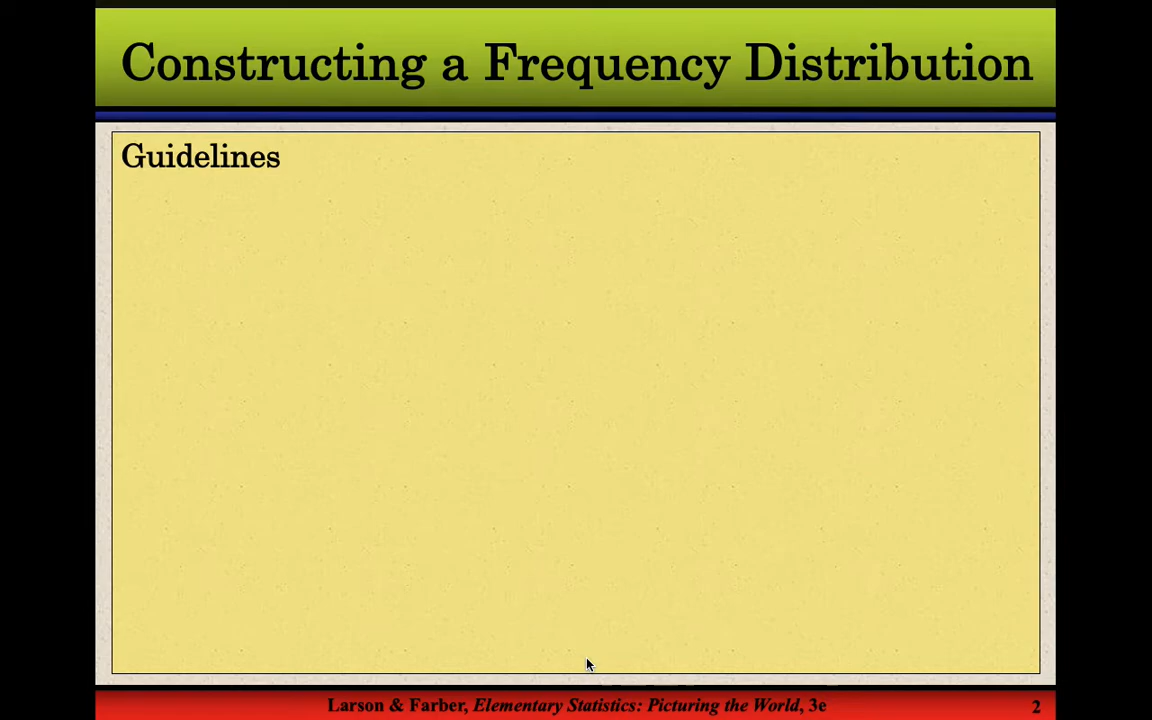 Constructing a Frequency Distribution
Guidelines
Larson & Farber, Elementary Statistics: Picturing the World, 3e
2